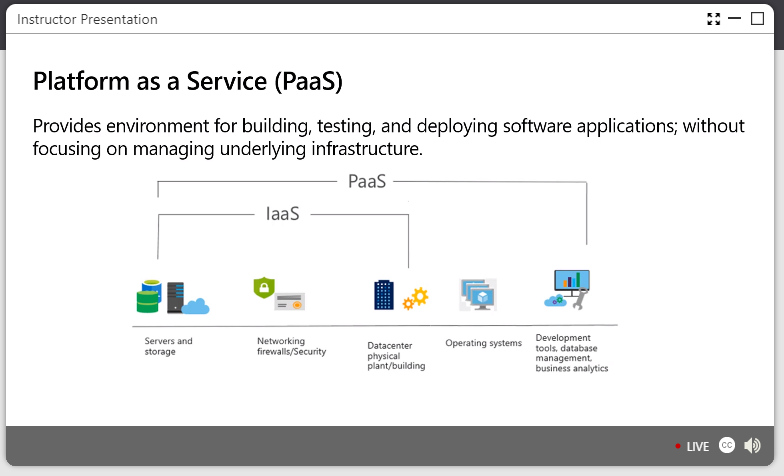 Instructor Presentation
Platform as a Service (PaaS)
Provides environment for building, testing, and deploying software applications; without
focusing on managing underlying infrastructure.
PaaS
IaaS
Servers and
storage
Networking
firewalls/Security
Datacenter
physical
plant/building
Operating systems
Development
tools, database
management,
business analytics
LIVE
CC